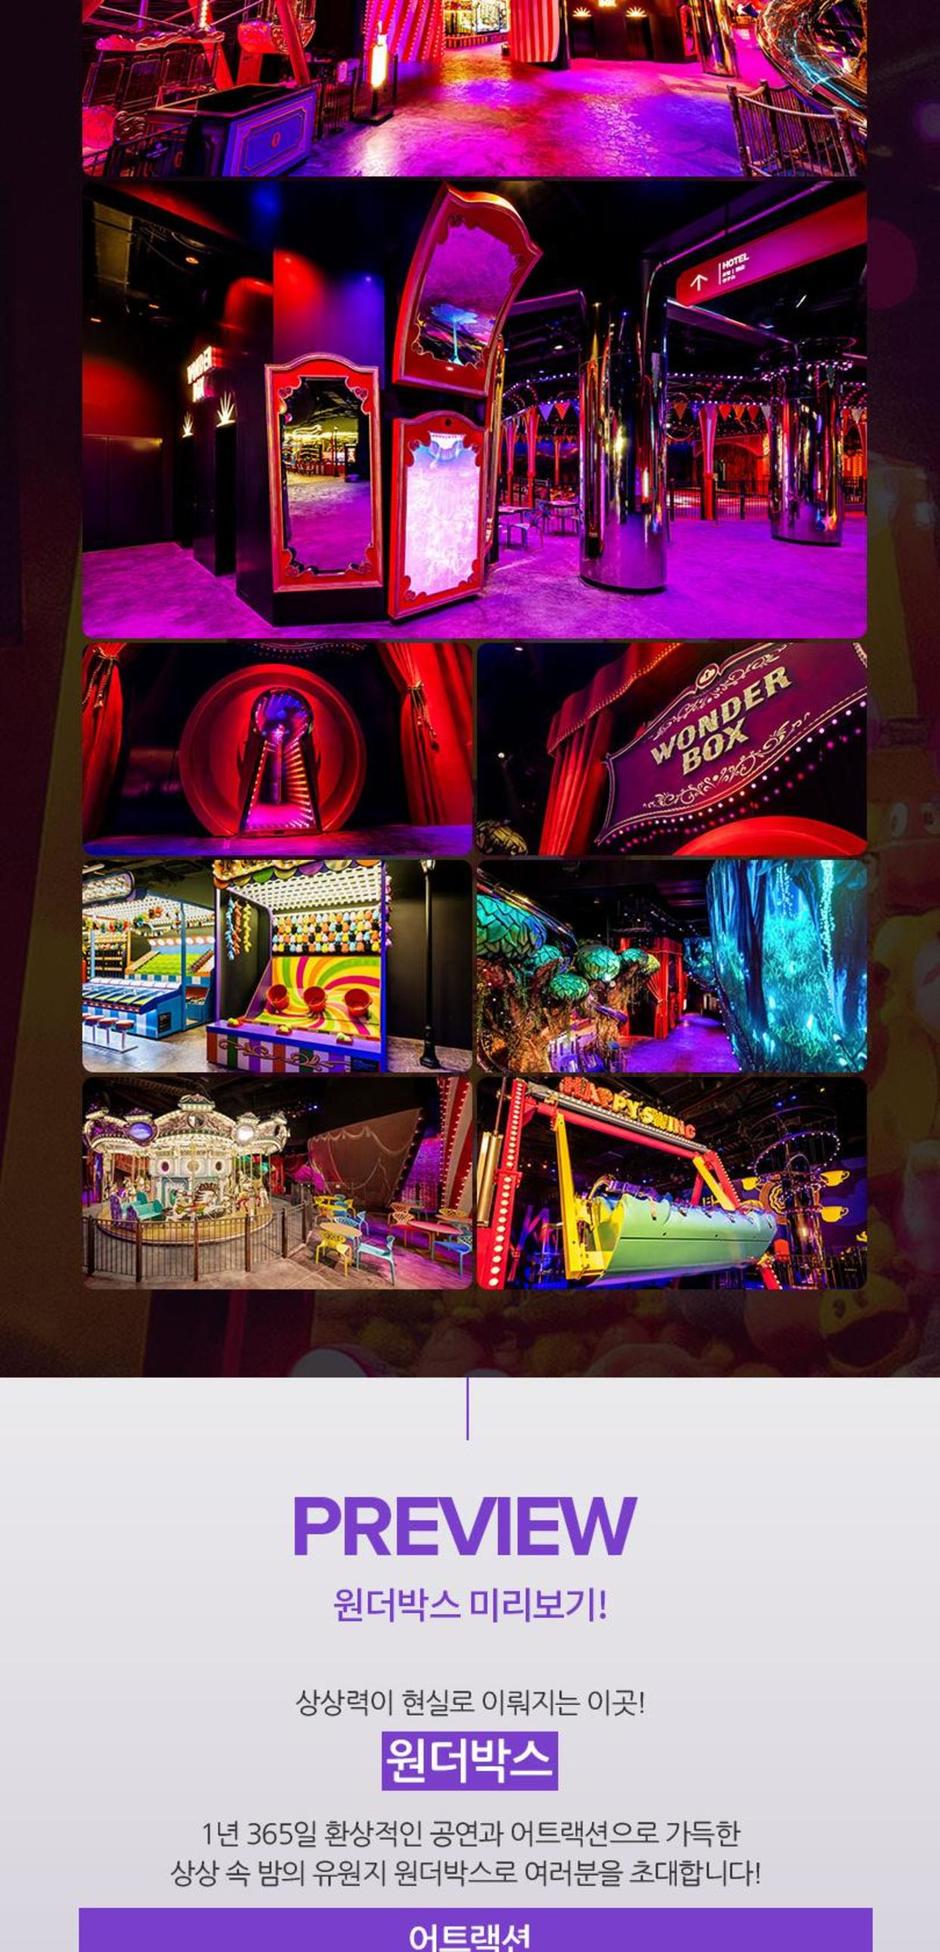 HOTEL
WONDER
BOX
WONDER
BOX
HAPPY SWING
PREVIEW
원더박스 미리보기!
상상력이 현실로 이뤄지는 이곳!
원더박스
1년 365일 환상적인 공연과 어트랙션으로 가득한
상상 속 밤의 유원지 원더박스로 여러분을 초대합니다!
어트랙션